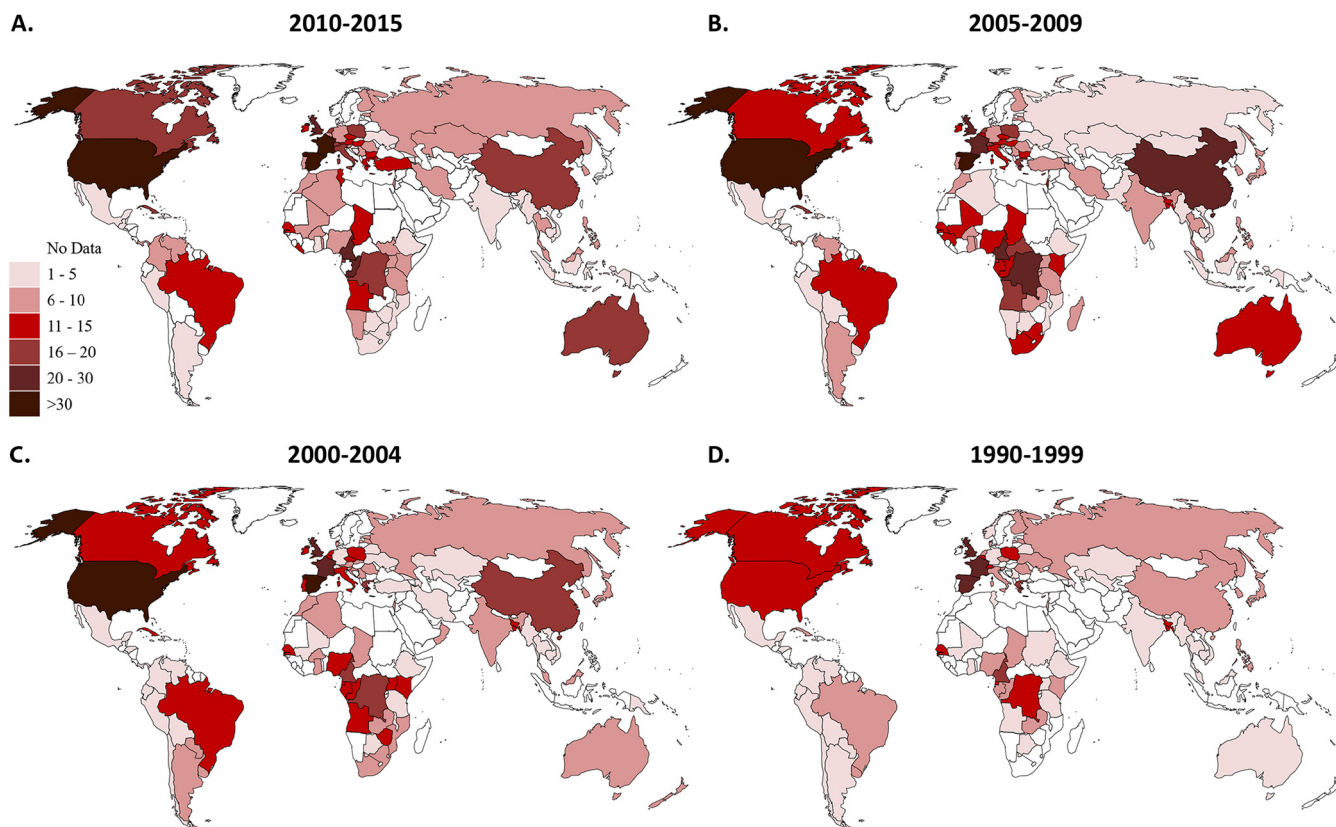 A. 2010-2015
B. 2005-2009
No Data
1 - 5
6 - 10
11 - 15
16 – 20
20 - 30
>30
C. 2000-2004
D. 1990-1999